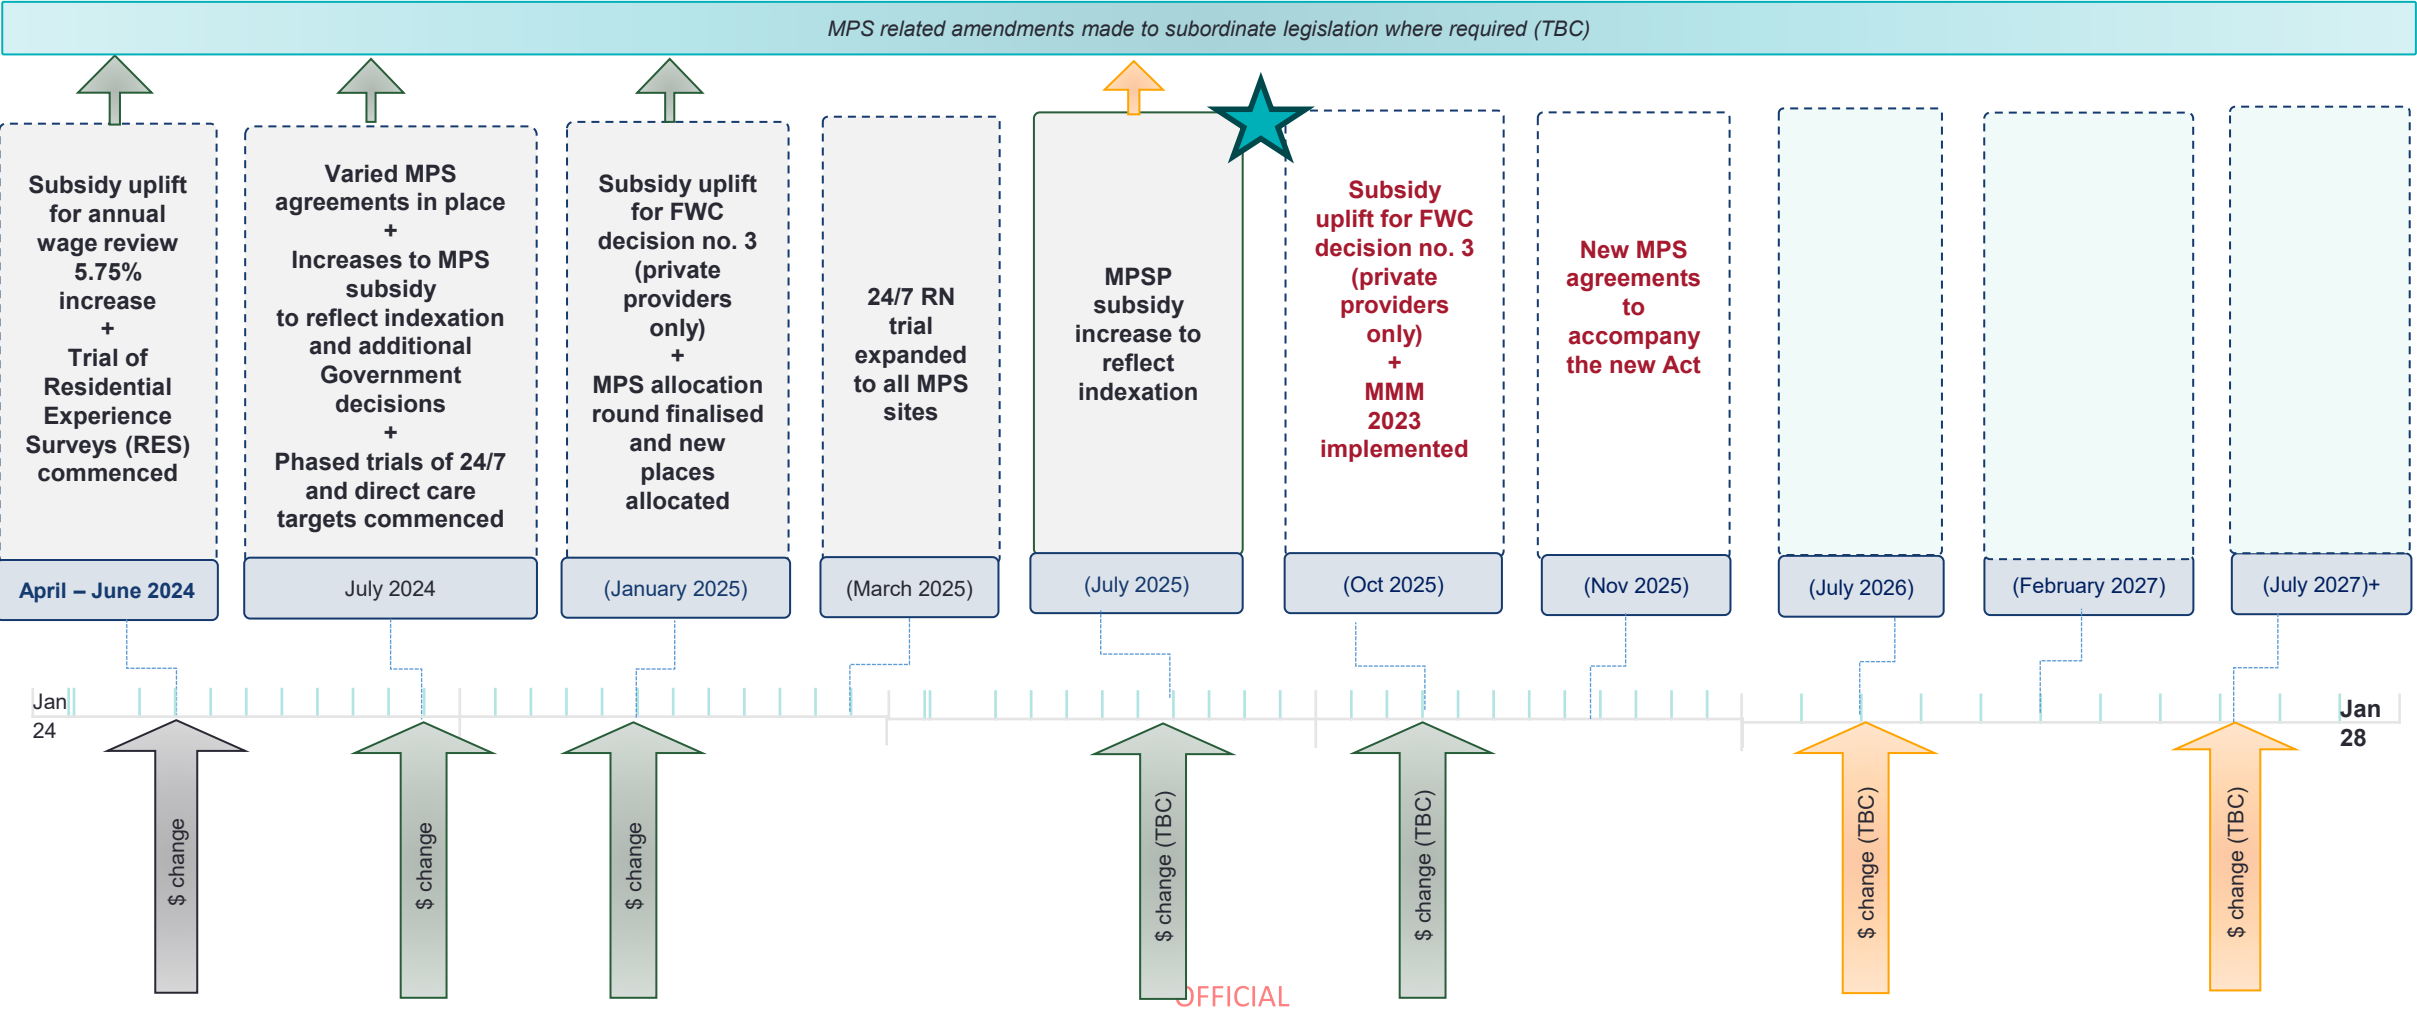 MPS related amendments made to subordinate legislation where required (TBC)
Subsidy uplift
for annual
wage review
5.75%
increase
+
Trial of
Residential
Experience
Surveys (RES)
commenced
April – June 2024
Varied MPS
agreements in place
+
Increases to MPS
subsidy
to reflect indexation
and additional
Government
decisions
+
Phased trials of 24/7
and direct care
targets commenced
July 2024
Subsidy uplift
for FWC
decision no. 3
(private
providers
only)
+
MPS allocation
round finalised
and new
places
allocated
(January 2025)
24/7 RN
trial
expanded
to all MPS
sites
(March 2025)
MPSP
subsidy
increase to
reflect
indexation
(July 2025)
Subsidy
uplift for FWC
decision no. 3
(private
providers
only)
+
MMM
2023
implemented
(Oct 2025)
New MPS
agreements
to
accompany
the new Act
(Nov 2025)
(July 2026)
(February 2027)
(July 2027)+
Jan
24
Jan
28
$ change
$ change
$ change
$ change (TBC)
$ change (TBC)
$ change (TBC)
$ change (TBC)
OFFICIAL